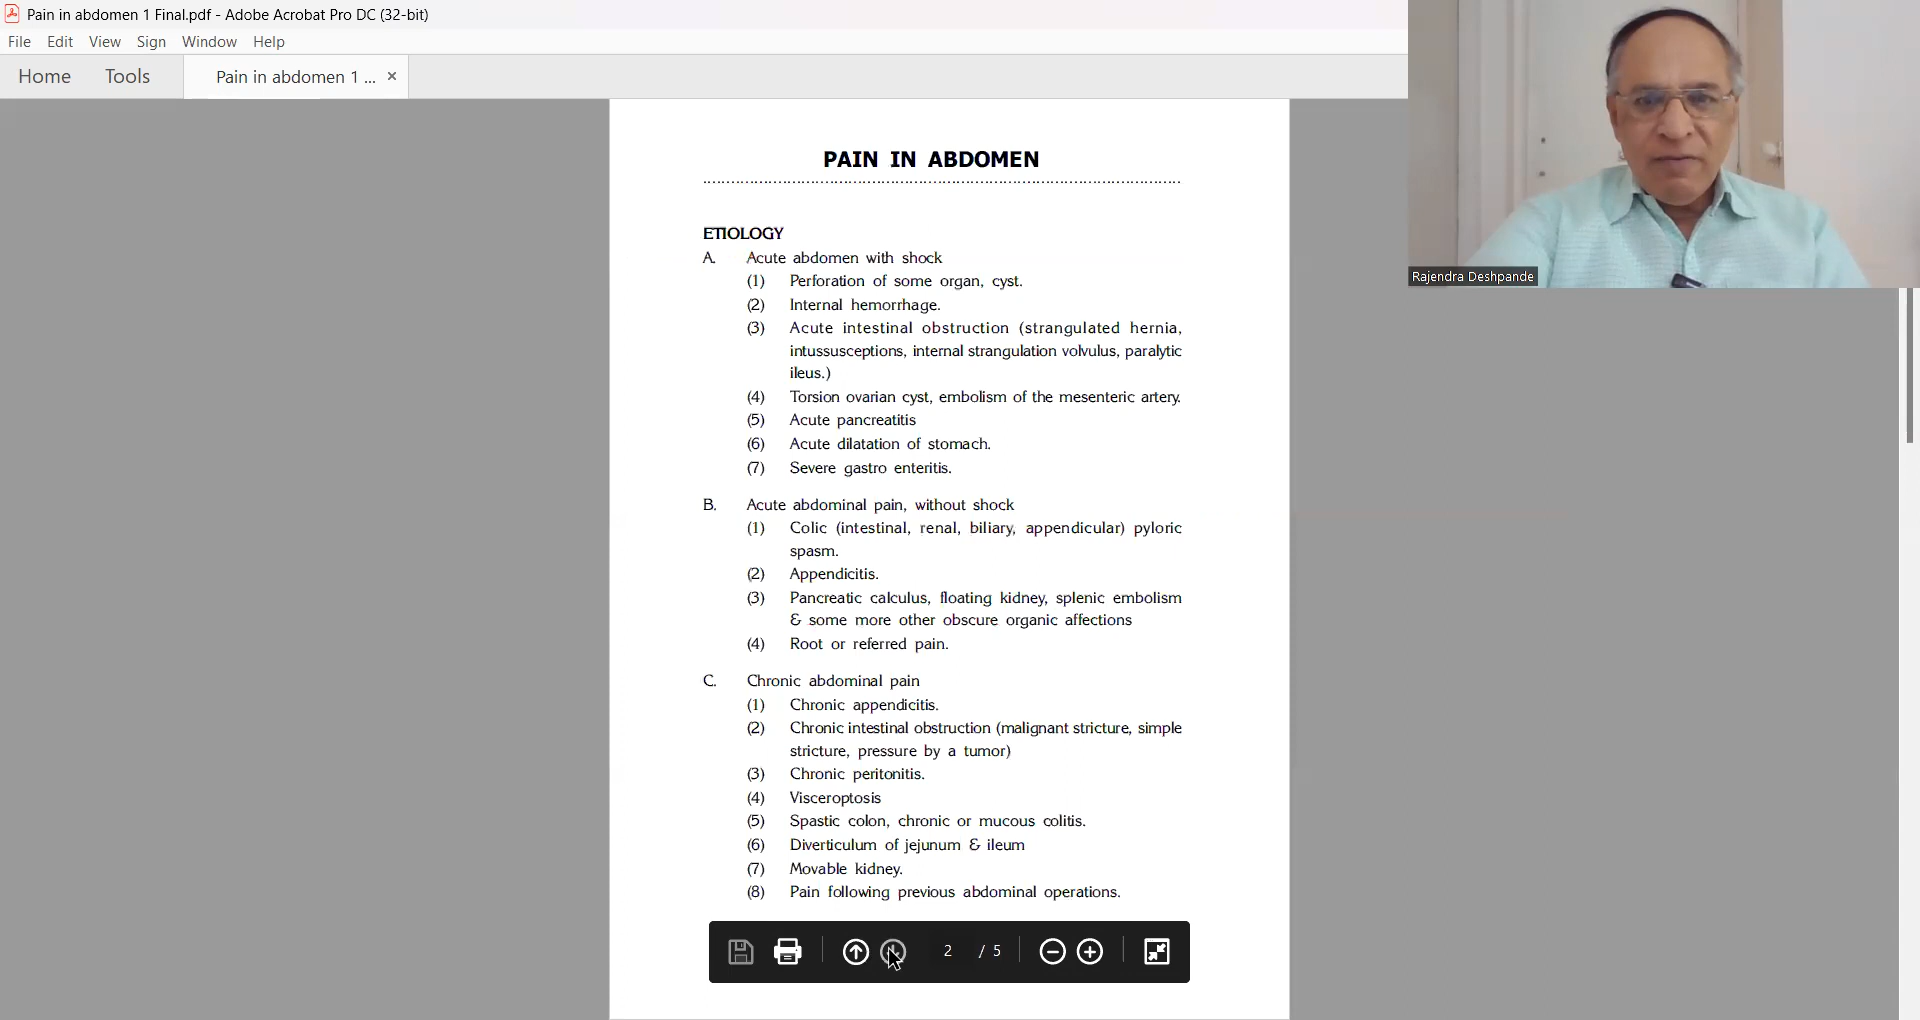 Pain in abdomen 1 Final.pdf - Adobe Acrobat Pro DC (32-bit)
File Edit View Sign Window Help
Home Tools Pain in abdomen 1 ... ×
PAIN IN ABDOMEN
ETIOLOGY
A. Acute abdomen with shock
(1) Perforation of some organ, cyst.
(2) Internal hemorrhage.
(3) Acute intestinal obstruction (strangulated hernia,
intussusceptions, internal strangulation volvulus, paralytic
ileus.)
(4) Torsion ovarian cyst, embolism of the mesenteric artery.
(5) Acute pancreatitis
(6) Acute dilatation of stomach.
(7) Severe gastro enteritis.
B. Acute abdominal pain, without shock
(1) Colic (intestinal, renal, biliary, appendicular) pyloric
spasm.
(2) Appendicitis.
(3) Pancreatic calculus, floating kidney, splenic embolism
& some more other obscure organic affections
(4) Root or referred pain.
C. Chronic abdominal pain
(1) Chronic appendicitis.
(2) Chronic intestinal obstruction (malignant stricture, simple
stricture, pressure by a tumor)
(3) Chronic peritonitis.
(4) Visceroptosis
(5) Spastic colon, chronic or mucous colitis.
(6) Diverticulum of jejunum & ileum
(7) Movable kidney.
(8) Pain following previous abdominal operations.
2 / 5
Rajendra Deshpande